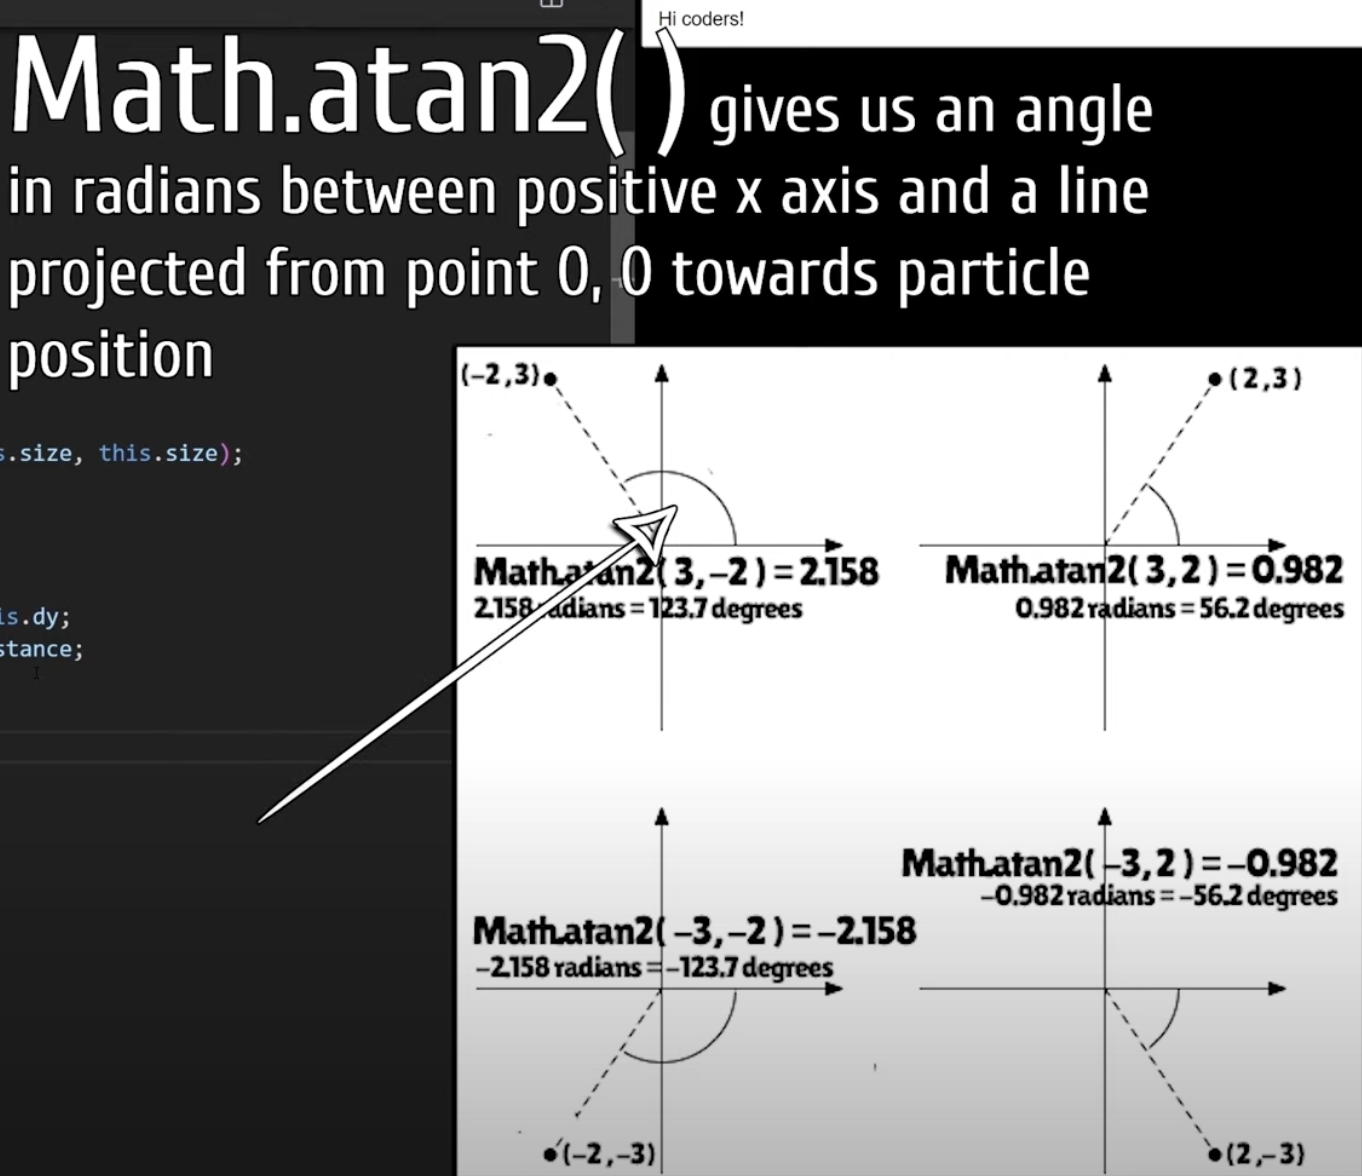 Hi coders!
Math.atan2( ) gives us an angle
in radians between positive x axis and a line
projected from point 0, 0 towards particle
position
(-2,3)
(2,3)
.size, this.size);
Math.atan2( 3,-2 ) = 2.158
2.158 radians = 123.7 degrees
Math.atan2( 3,2 ) = 0.982
0.982 radians = 56.2 degrees
is.dy;
stance;
Math.atan2( -3,2 ) = -0.982
-0.982 radians = -56.2 degrees
Math.atan2( -3,-2 ) = -2.158
-2.158 radians = -123.7 degrees
(-2,-3)
(2,-3)